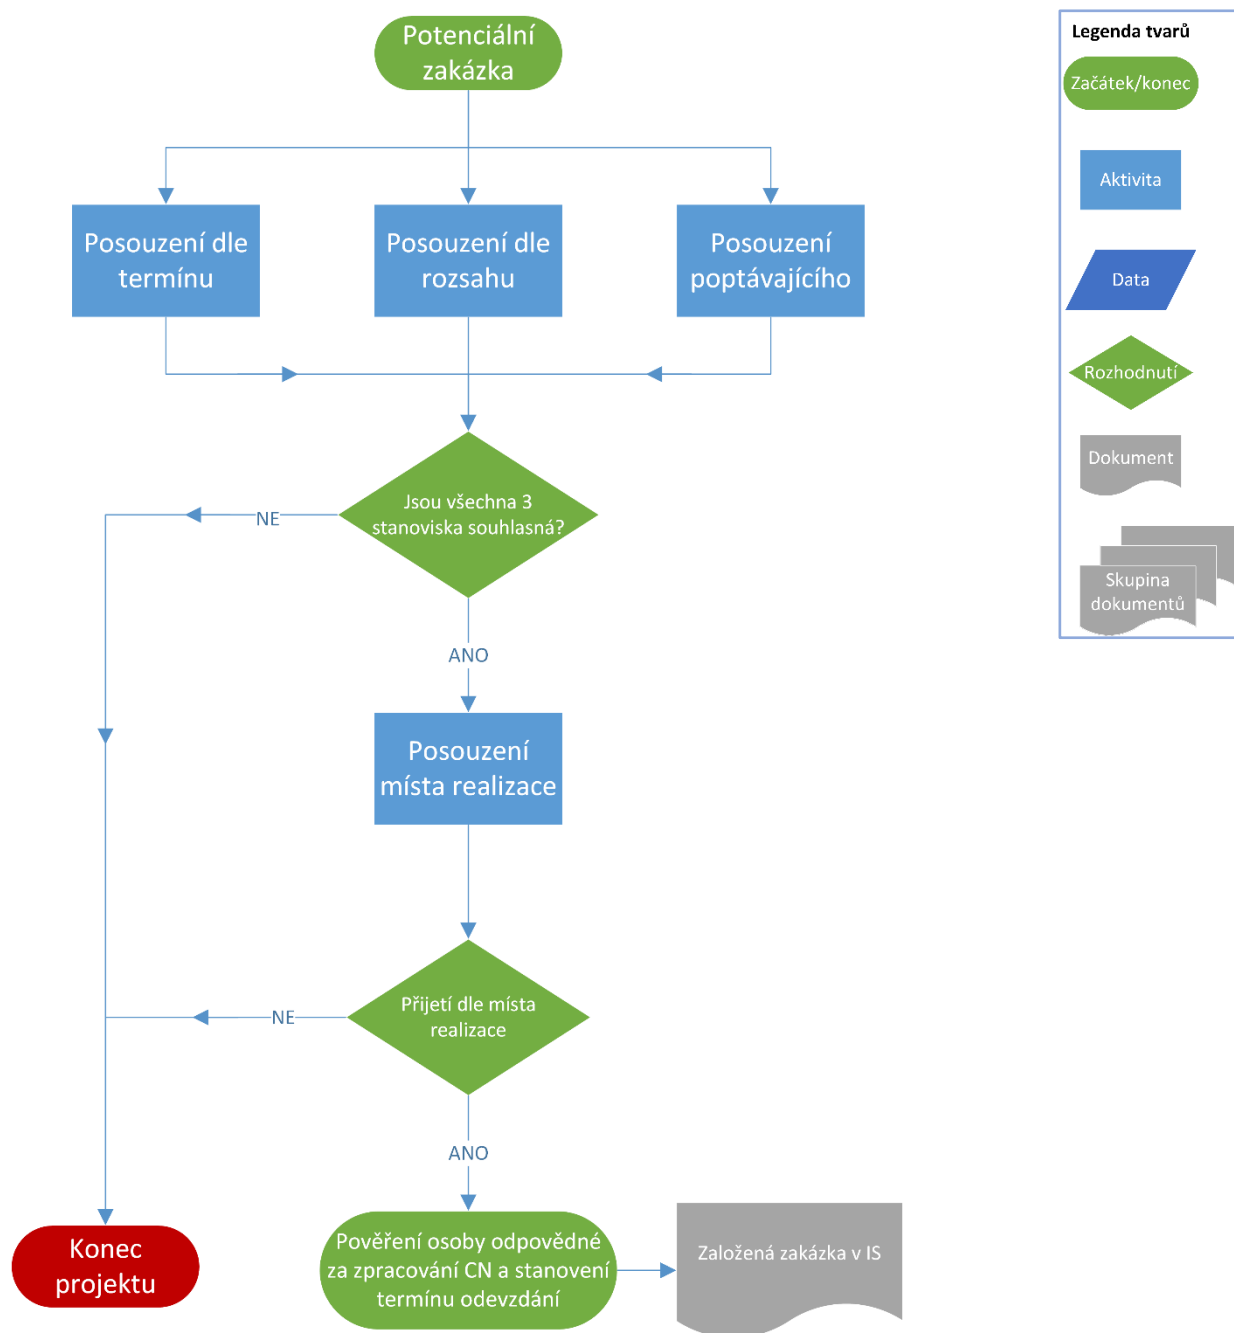 Potenciální
zakázka
Posouzení dle
termínu
Posouzení dle
rozsahu
Posouzení
poptávajícího
Jsou všechna 3
stanoviska souhlasná?
NE
ANO
Posouzení
místa realizace
Přijetí dle místa
realizace
NE
ANO
Konec
projektu
Pověření osoby odpovědné
za zpracování CN a stanovení
termínu odevzdání
Založená zakázka v IS
Legenda tvarů
Začátek/konec
Aktivita
Data
Rozhodnutí
Dokument
Skupina
dokumentů